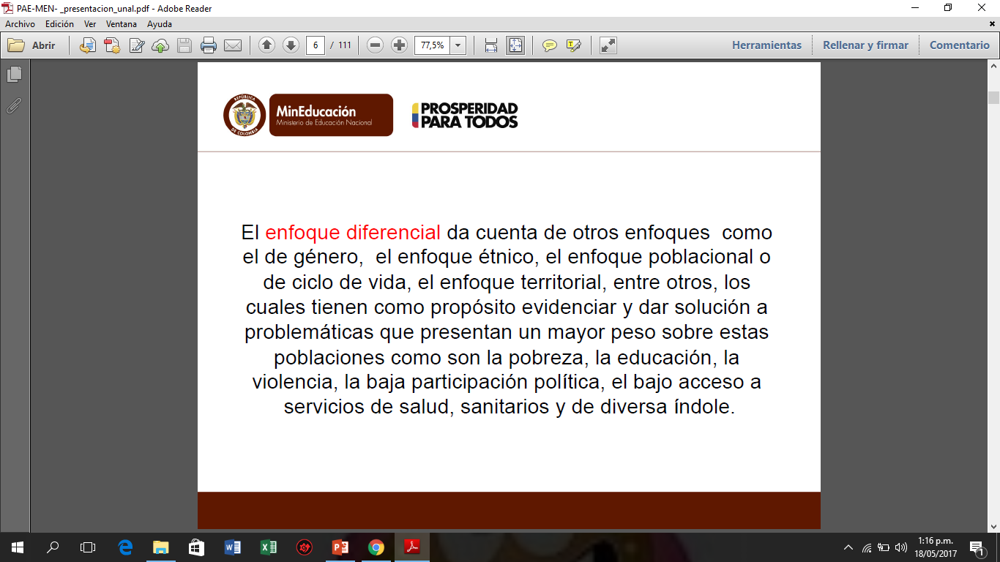 PAE-MEN- _presentacion_unal.pdf - Adobe Reader
Archivo Edición Ver Ventana Ayuda
Abrir 6 / 111 77,5% Herramientas Rellenar y firmar Comentario
REPÚBLICA
DE COLOMBIA
MinEducación
Ministerio de Educación Nacional
PROSPERIDAD
PARA TODOS
El enfoque diferencial da cuenta de otros enfoques  como
el de género,  el enfoque étnico, el enfoque poblacional o
de ciclo de vida, el enfoque territorial, entre otros, los
cuales tienen como propósito evidenciar y dar solución a
problemáticas que presentan un mayor peso sobre estas
poblaciones como son la pobreza, la educación, la
violencia, la baja participación política, el bajo acceso a
servicios de salud, sanitarios y de diversa índole.
1:16 p.m.
18/05/2017
1